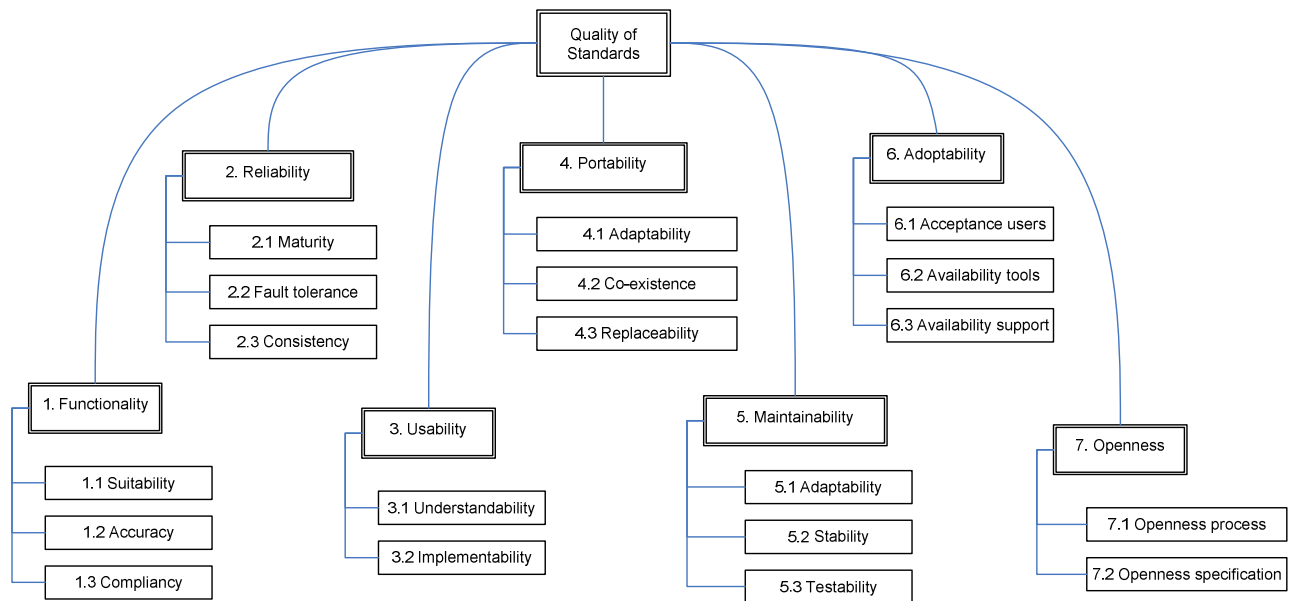 Quality of
Standards
1. Functionality
1.1 Suitability
1.2 Accuracy
1.3 Compliancy
2. Reliability
2.1 Maturity
2.2 Fault tolerance
2.3 Consistency
3. Usability
3.1 Understandability
3.2 Implementability
4. Portability
4.1 Adaptability
4.2 Co-existence
4.3 Replaceability
5. Maintainability
5.1 Adaptability
5.2 Stability
5.3 Testability
6. Adoptability
6.1 Acceptance users
6.2 Availability tools
6.3 Availability support
7. Openness
7.1 Openness process
7.2 Openness specification